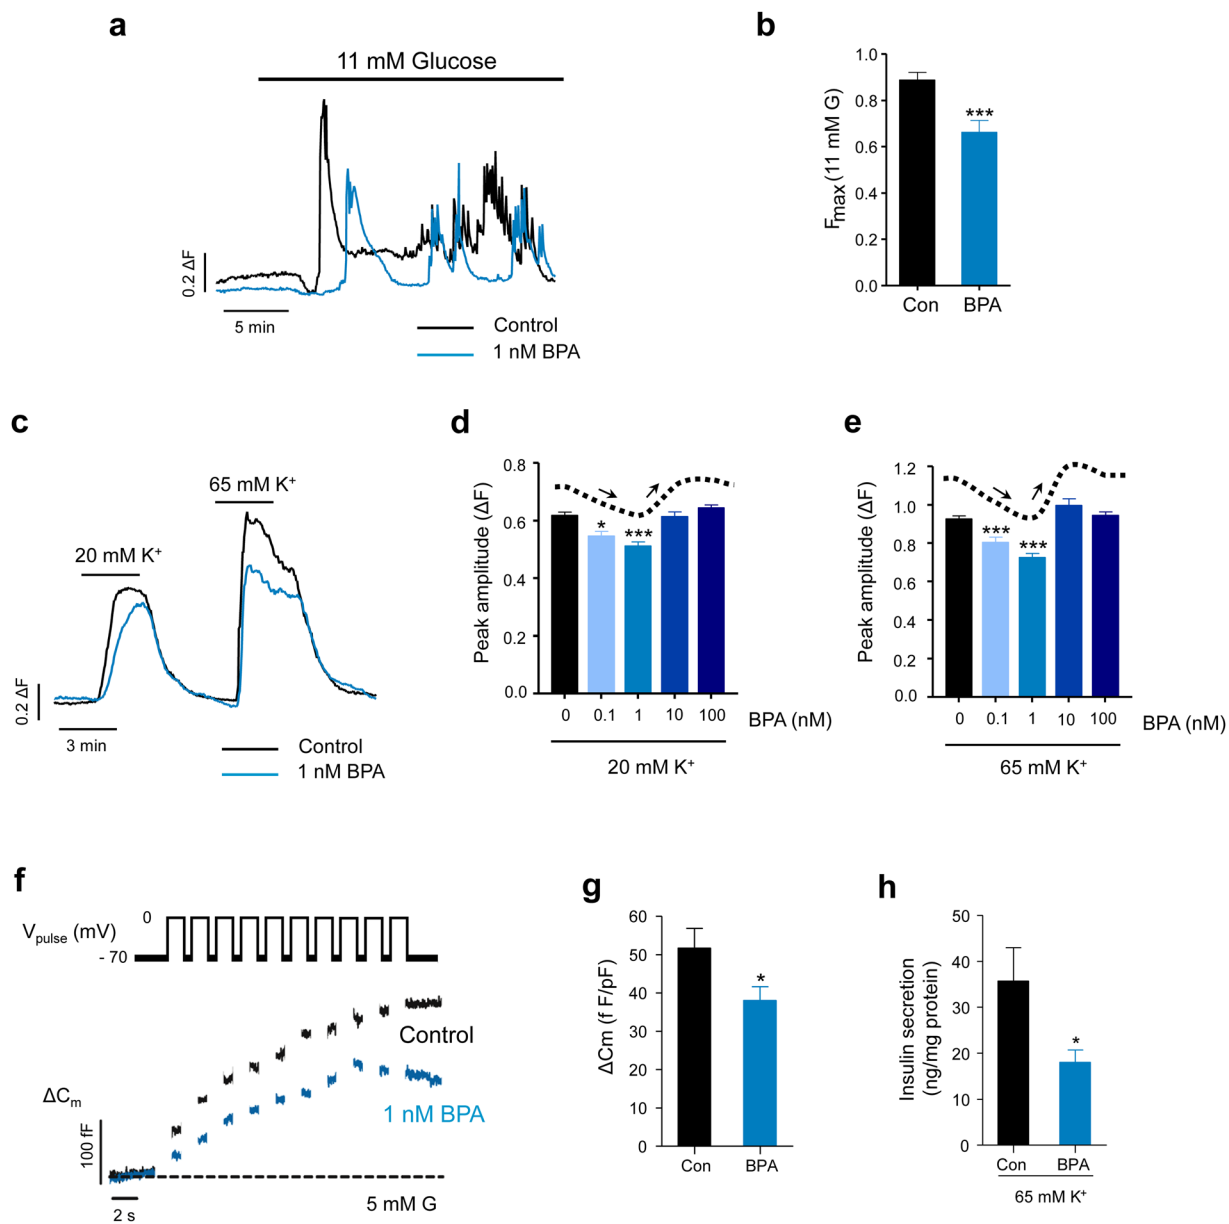 a
11 mM Glucose
0.2 ΔF
5 min
Control
1 nM BPA
b
Fmax (11 mM G)
1.0
0.8
0.6
0.4
0.2
0.0
***
Con BPA
c
65 mM K+
20 mM K+
0.2 ΔF
3 min
Control
1 nM BPA
d
Peak amplitude (ΔF)
0.8
0.6
0.4
0.2
0.0
* ***
0 0.1 1 10 100 BPA (nM)
20 mM K+
e
Peak amplitude (ΔF)
1.2
1.0
0.8
0.6
0.4
0.2
0.0
*** ***
0 0.1 1 10 100 BPA (nM)
65 mM K+
f
Vpulse (mV)
0
- 70
Control
ΔCm
1 nM BPA
100 fF
2 s
5 mM G
g
ΔCm (f F/pF)
60
50
40
30
20
10
0
*
Con BPA
h
Insulin secretion
(ng/mg protein)
50
40
30
20
10
0
*
Con BPA
65 mM K+